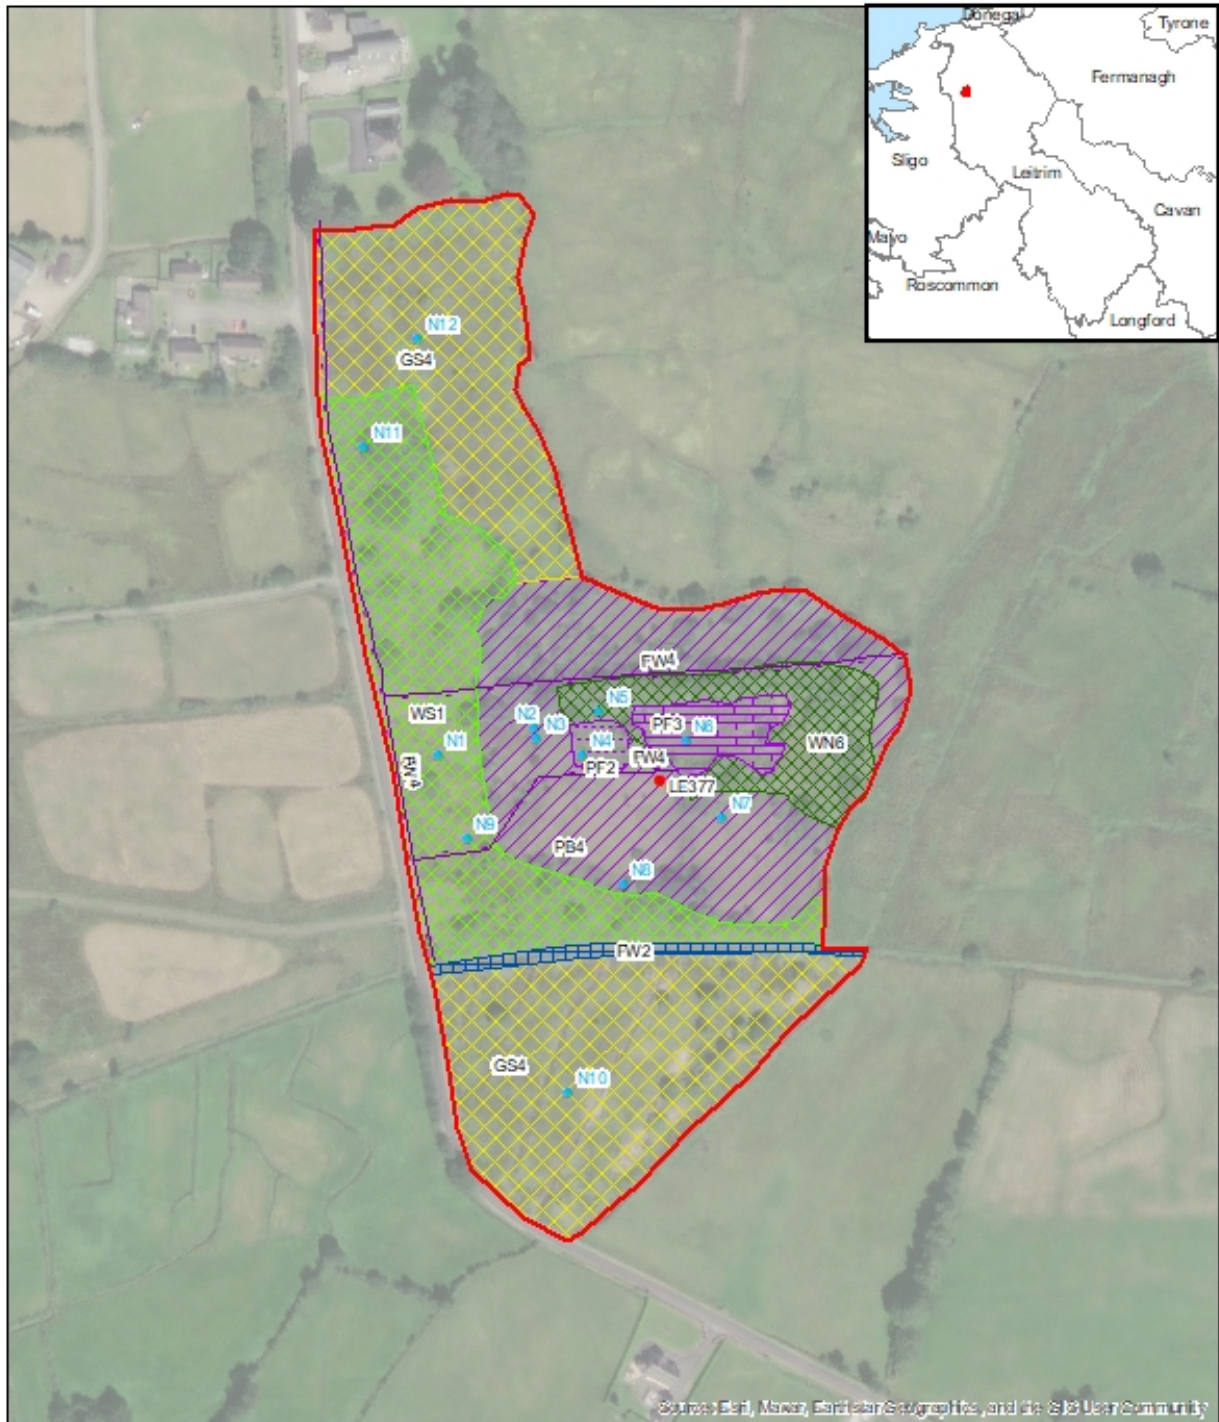 Donegal
Tyrone
Fermanagh
Sligo
Leitrim
Cavan
Mayo
Roscommon
Longford
N12
GS4
N11
FW4
WS1
N2
N3
N5
PF3
N6
WN6
N1
N4
FW4
PF2
FW4
LE377
N7
N9
PB4
N8
FW2
GS4
N10
Source: Esri, Maxar, Earthstar Geographics, and the GIS User Community